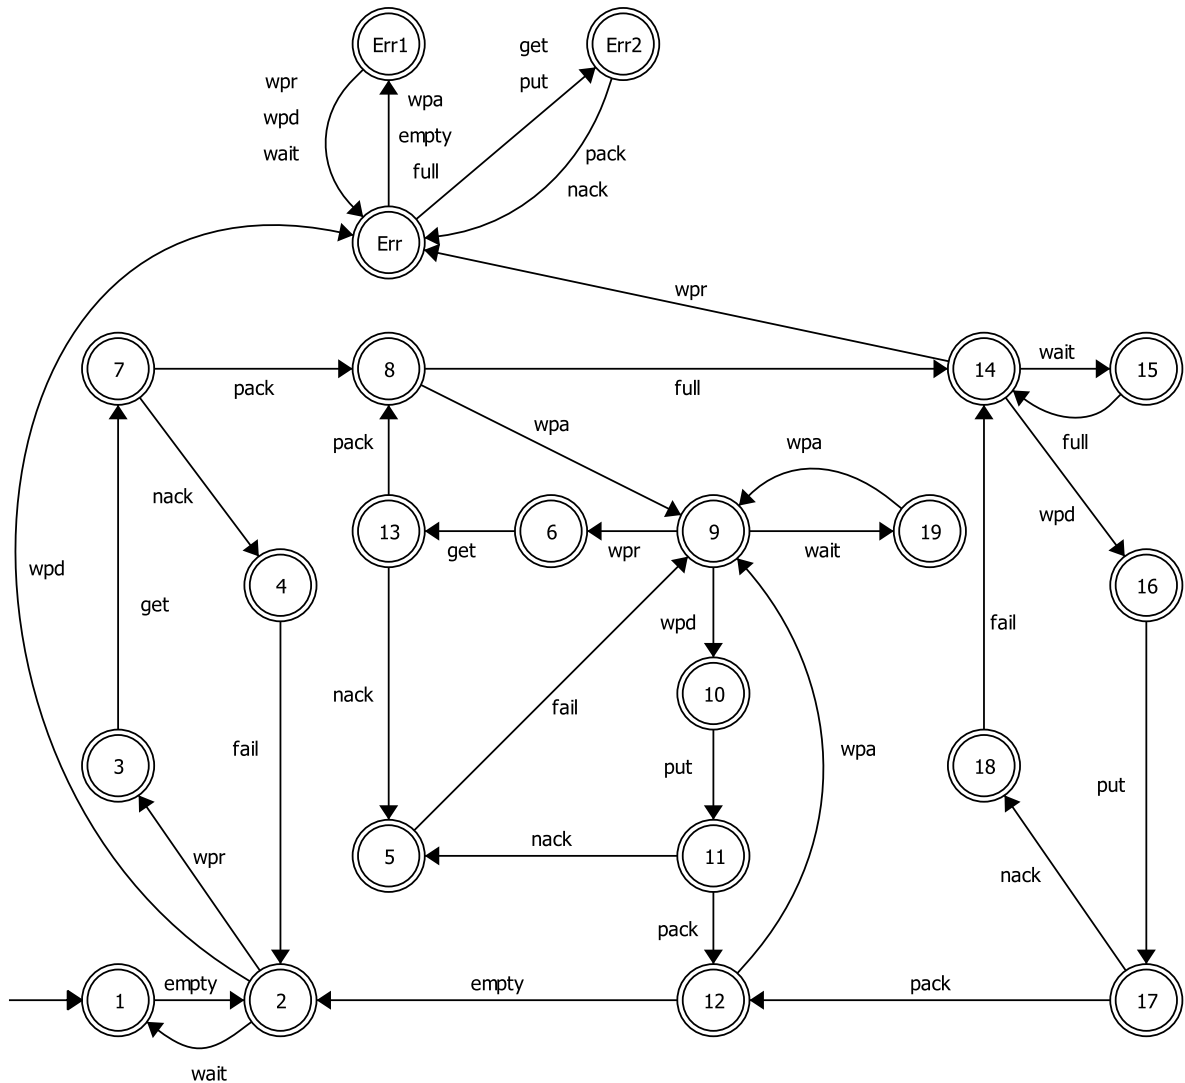 Err1
get
Err2
wpr
put
wpa
wpd
empty
wait
pack
full
nack
Err
wpr
7
8
14
wait
15
pack
full
wpa
pack
wpa
full
nack
wpd
13
6
9
19
get
wpr
wait
wpd
4
16
get
wpd
fail
nack
10
fail
fail
wpa
3
put
18
put
nack
wpr
5
11
nack
pack
empty
empty
pack
1
2
12
17
wait